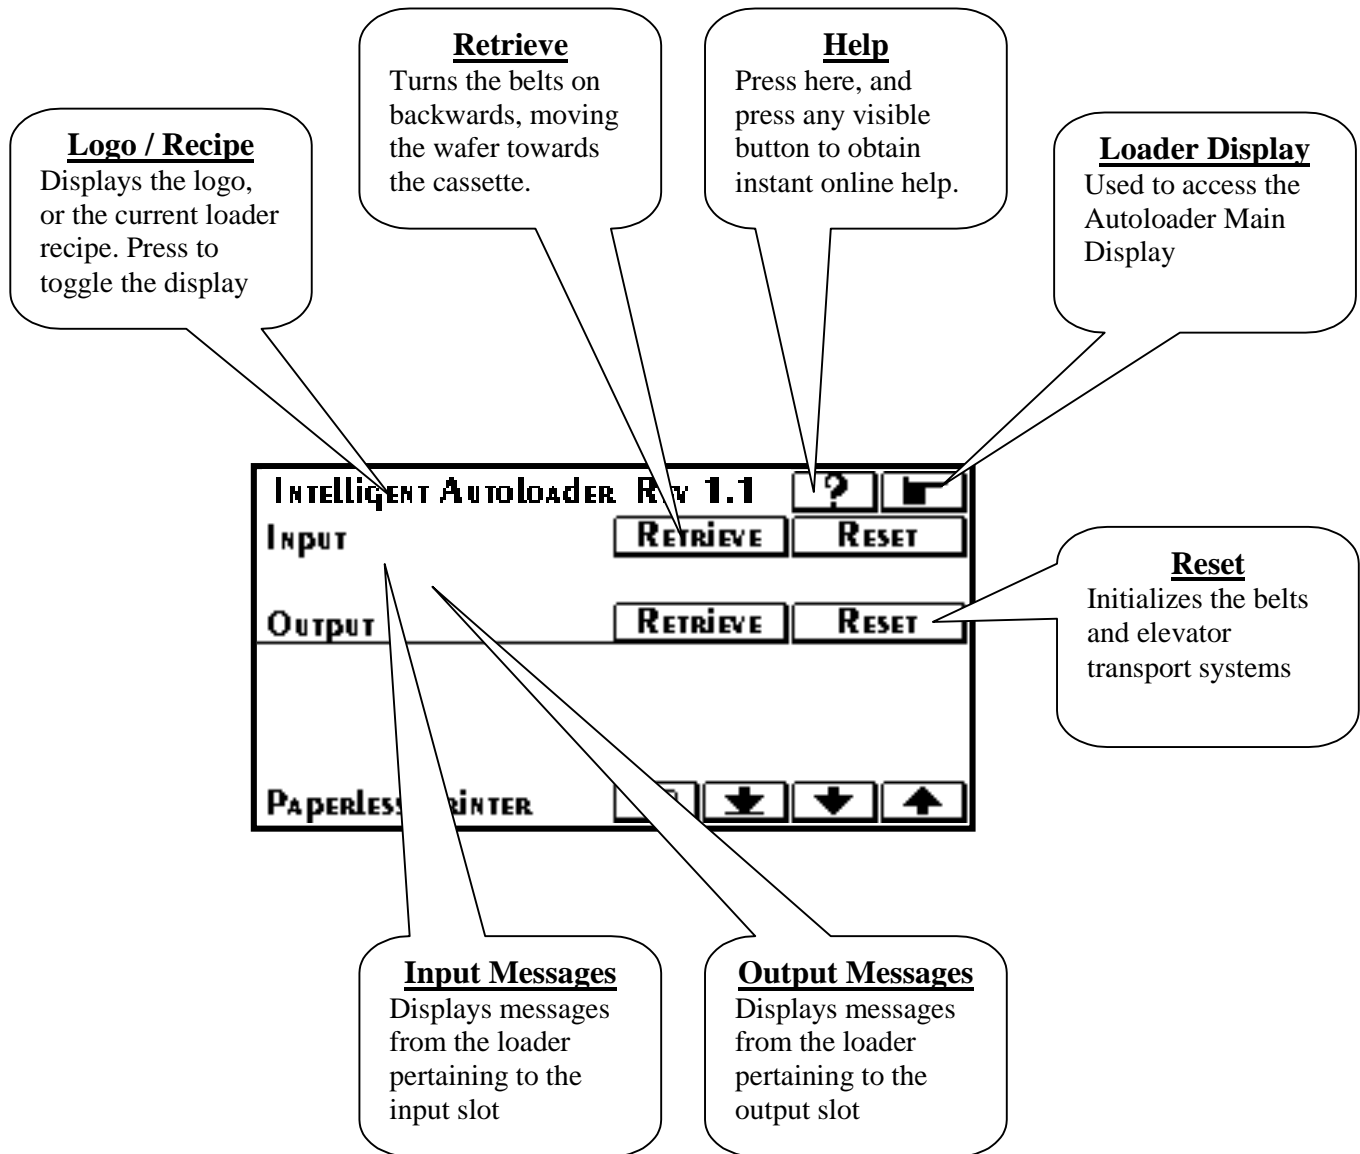 Retrieve
Turns the belts on
backwards, moving
the wafer towards
the cassette.
Help
Press here, and
press any visible
button to obtain
instant online help.
Logo / Recipe
Displays the logo,
or the current loader
recipe. Press to
toggle the display
Loader Display
Used to access the
Autoloader Main
Display
Intelligent Autoloader Rev 1.1 ?
Input Retrieve Reset
Output Retrieve Reset
Reset
Initializes the belts
and elevator
transport systems
Paperless Printer
Input Messages
Displays messages
from the loader
pertaining to the
input slot
Output Messages
Displays messages
from the loader
pertaining to the
output slot